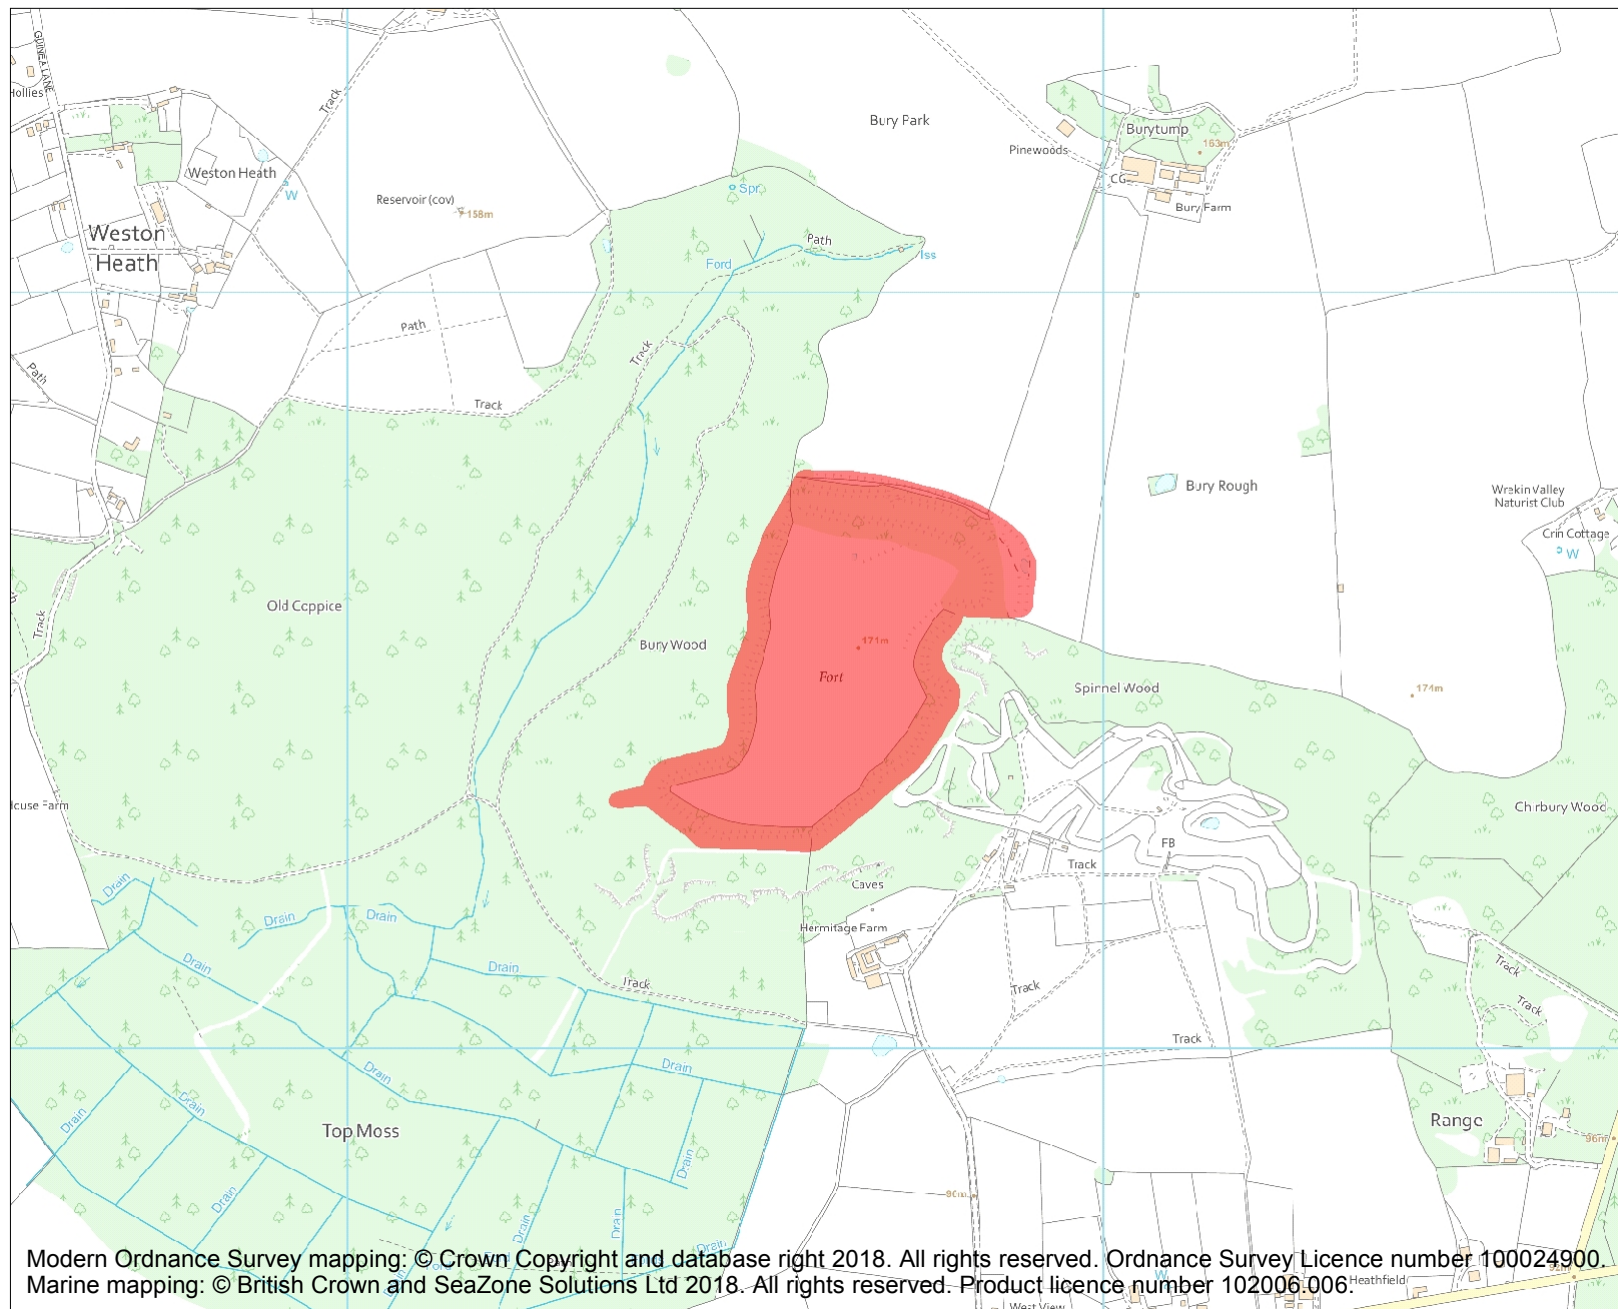 GUINEA LANE
Hollies
Track
Bury Park
Burytump
163m
Pinewoods
CG
Bury Farm
Weston Heath
W
Reservoir (cov)
158m
Spr
Weston
Heath
Path
Ford
Iss
Path
Track
Path
Track
Bury Rough
Wrekin Valley
Naturist Club
Crin Cottage
W
Old Coppice
Track
Bury Wood
171m
Fort
Spinnel Wood
174m
Chirbury Wood
House Farm
FB
Track
Caves
Drain
Drain
Drain
Hermitage Farm
Drain
Drain
Track
Track
Track
Track
Track
Drain
Drain
Drain
Drain
Top Moss
Range
96m
Drain
Drain
90m
Drain
Drain
Drain
Modern Ordnance Survey mapping: © Crown Copyright and database right 2018. All rights reserved. Ordnance Survey Licence number 100024900.
Marine mapping: © British Crown and SeaZone Solutions Ltd 2018. All rights reserved. Product licence number 102006.006.
W
Heathfield
West View